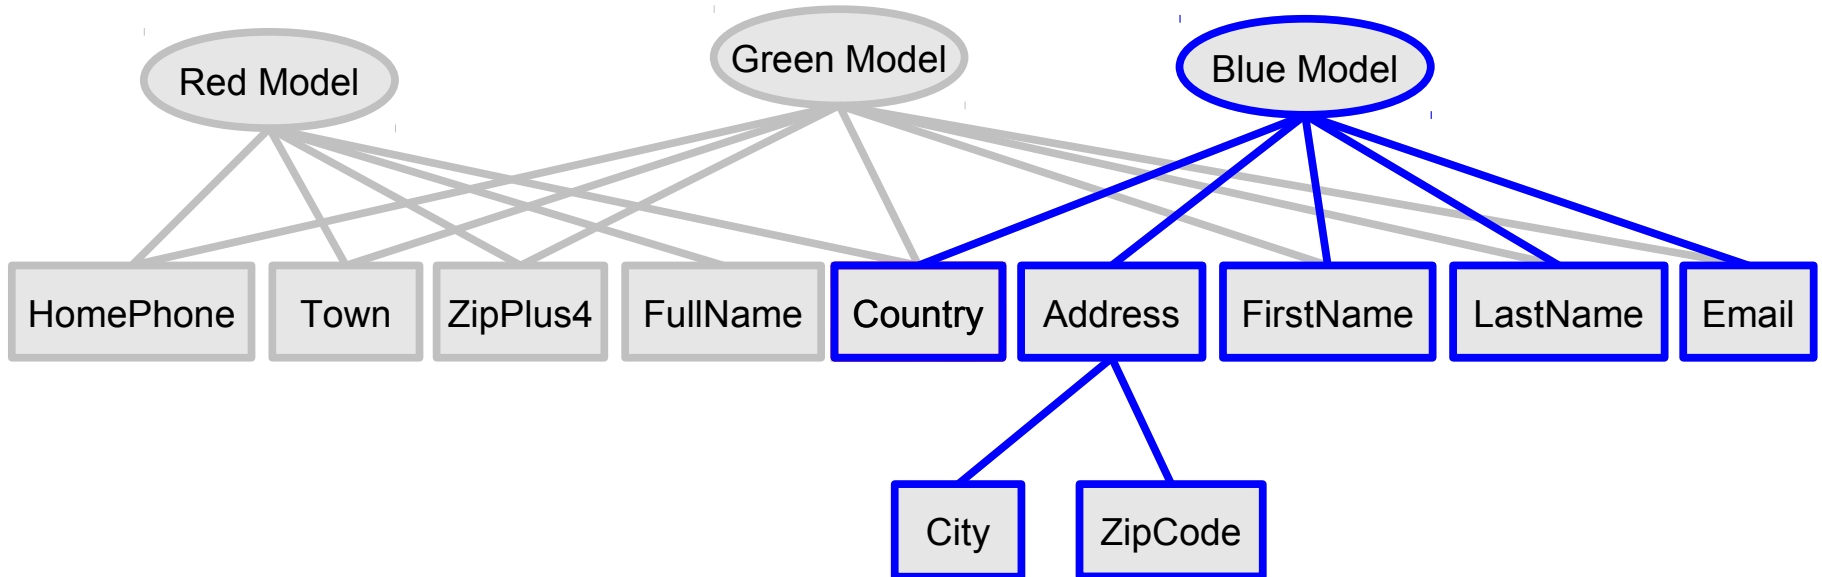 Red Model
Green Model
Blue Model
HomePhone
Town
ZipPlus4
FullName
Country
Address
FirstName
LastName
Email
City
ZipCode